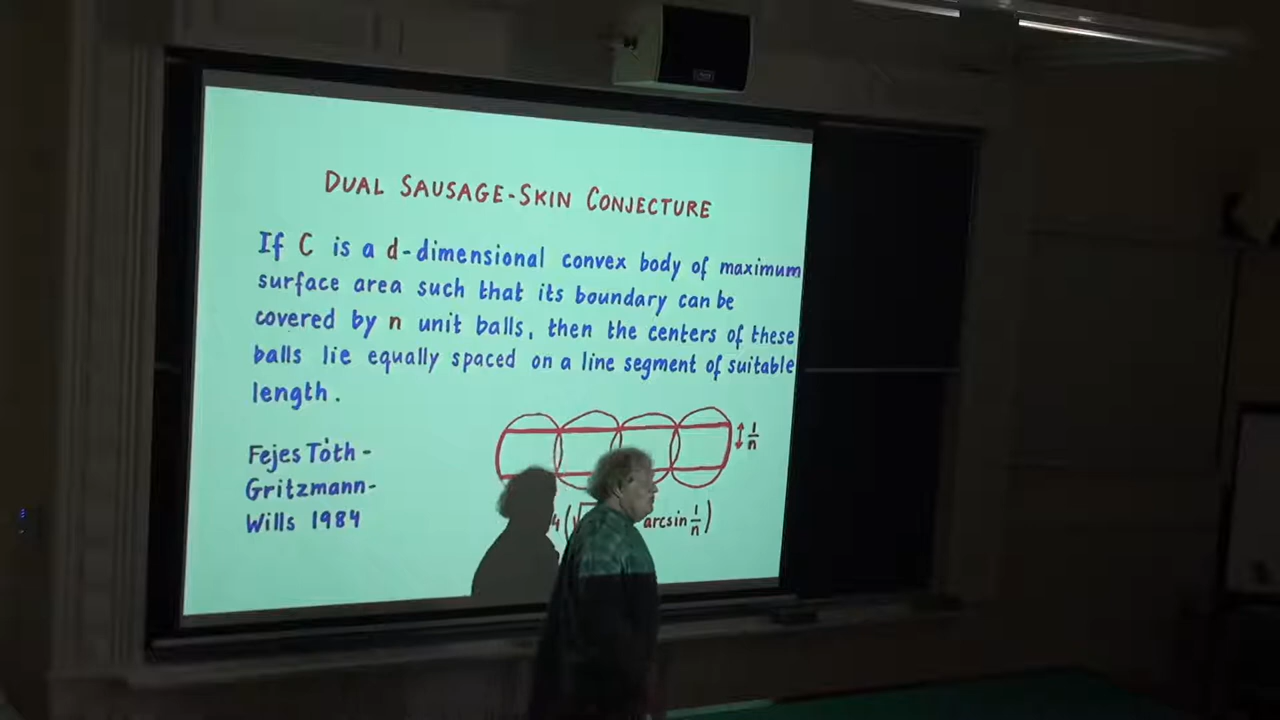 DUAL SAUSAGE-SKIN CONJECTURE
If C is a d-dimensional convex body of maximum
surface area such that its boundary can be
covered by n unit balls, then the centers of these
balls lie equally spaced on a line segment of suitable
length.
1/n
Fejes Tóth-
Gritzmann-
Wills 1984
4(√ arcsin 1/n)